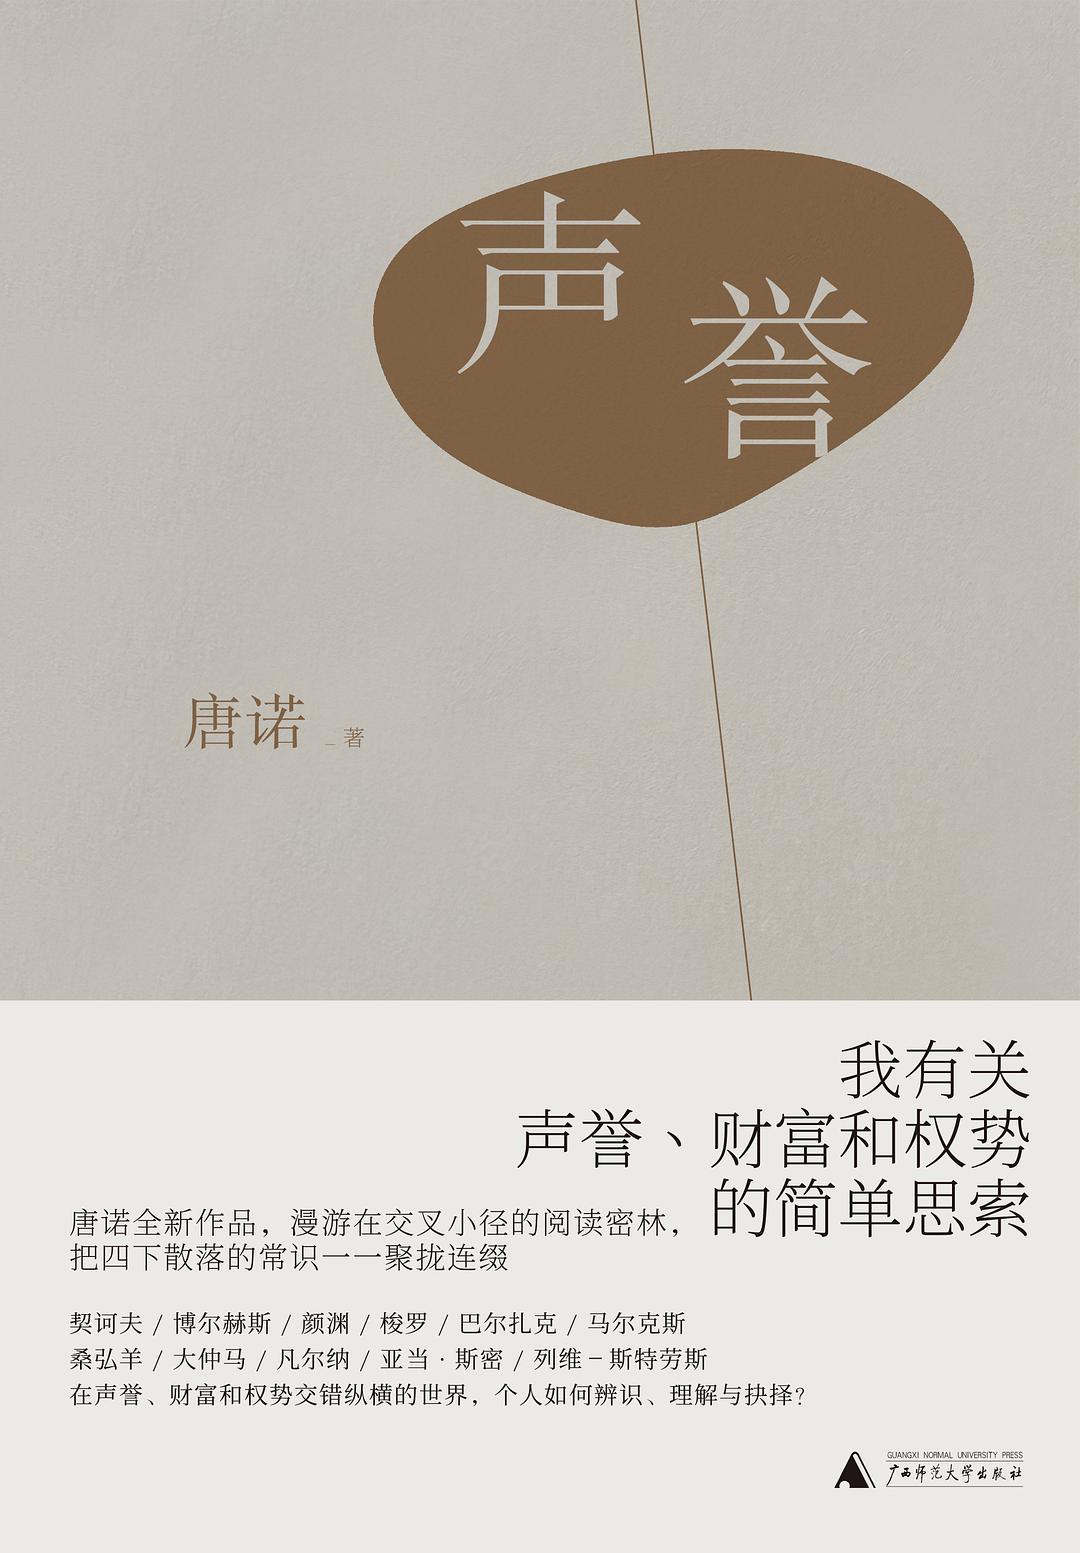 声誉
唐诺 _ 著
我有关
声誉、财富和权势
的简单思索
唐诺全新作品，漫游在交叉小径的阅读密林，
把四下散落的常识一一聚拢连缀
契诃夫 / 博尔赫斯 / 颜渊 / 梭罗 / 巴尔扎克 / 马尔克斯
桑弘羊 / 大仲马 / 凡尔纳 / 亚当·斯密 / 列维－斯特劳斯
在声誉、财富和权势交错纵横的世界，个人如何辨识、理解与抉择？
GUANGXI NORMAL UNIVERSITY PRESS
广西师范大学出版社